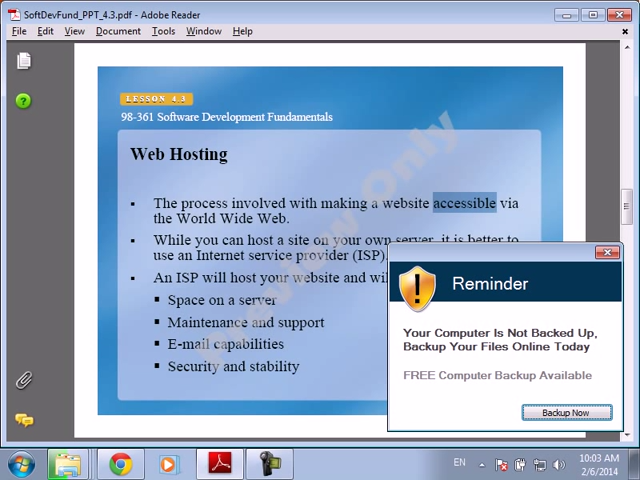 SoftDevFund_PPT_4.3.pdf - Adobe Reader
File Edit View Document Tools Window Help
LESSON 4.3
98-361 Software Development Fundamentals
Web Hosting
The process involved with making a website accessible via
the World Wide Web.
While you can host a site on your own server, it is better to
use an Internet service provider (ISP).
An ISP will host your website and wil
Space on a server
Maintenance and support
E-mail capabilities
Security and stability
Preview Only
Reminder
Your Computer Is Not Backed Up,
Backup Your Files Online Today
FREE Computer Backup Available
Backup Now
EN
10:03 AM
2/6/2014